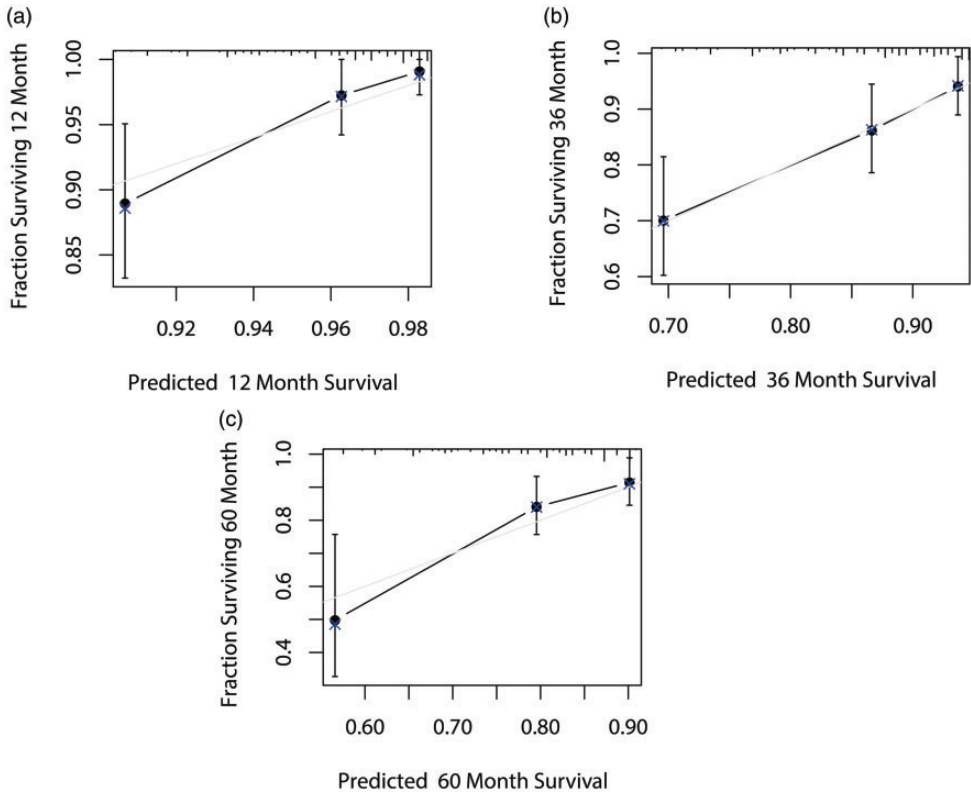 (a)
Fraction Surviving 12 Month
1.00
0.95
0.90
0.85
0.92
0.94
0.96
0.98
Predicted 12 Month Survival
(b)
Fraction Surviving 36 Month
1.0
0.9
0.8
0.7
0.6
0.70
0.80
0.90
Predicted 36 Month Survival
(c)
Fraction Surviving 60 Month
1.0
0.8
0.6
0.4
0.60
0.70
0.80
0.90
Predicted 60 Month Survival